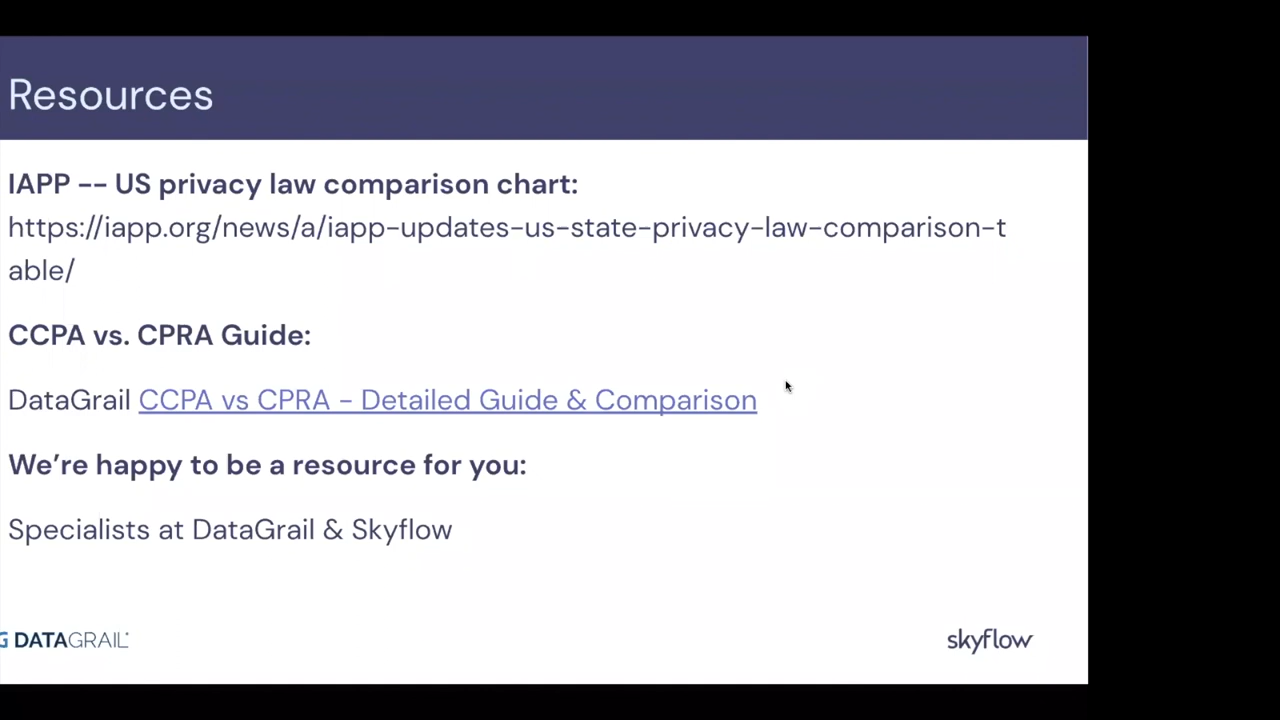 Resources
IAPP -- US privacy law comparison chart:
https://iapp.org/news/a/iapp-updates-us-state-privacy-law-comparison-t
able/
CCPA vs. CPRA Guide:
DataGrail CCPA vs CPRA - Detailed Guide & Comparison
We're happy to be a resource for you:
Specialists at DataGrail & Skyflow
G DATAGRAIL
skyflow